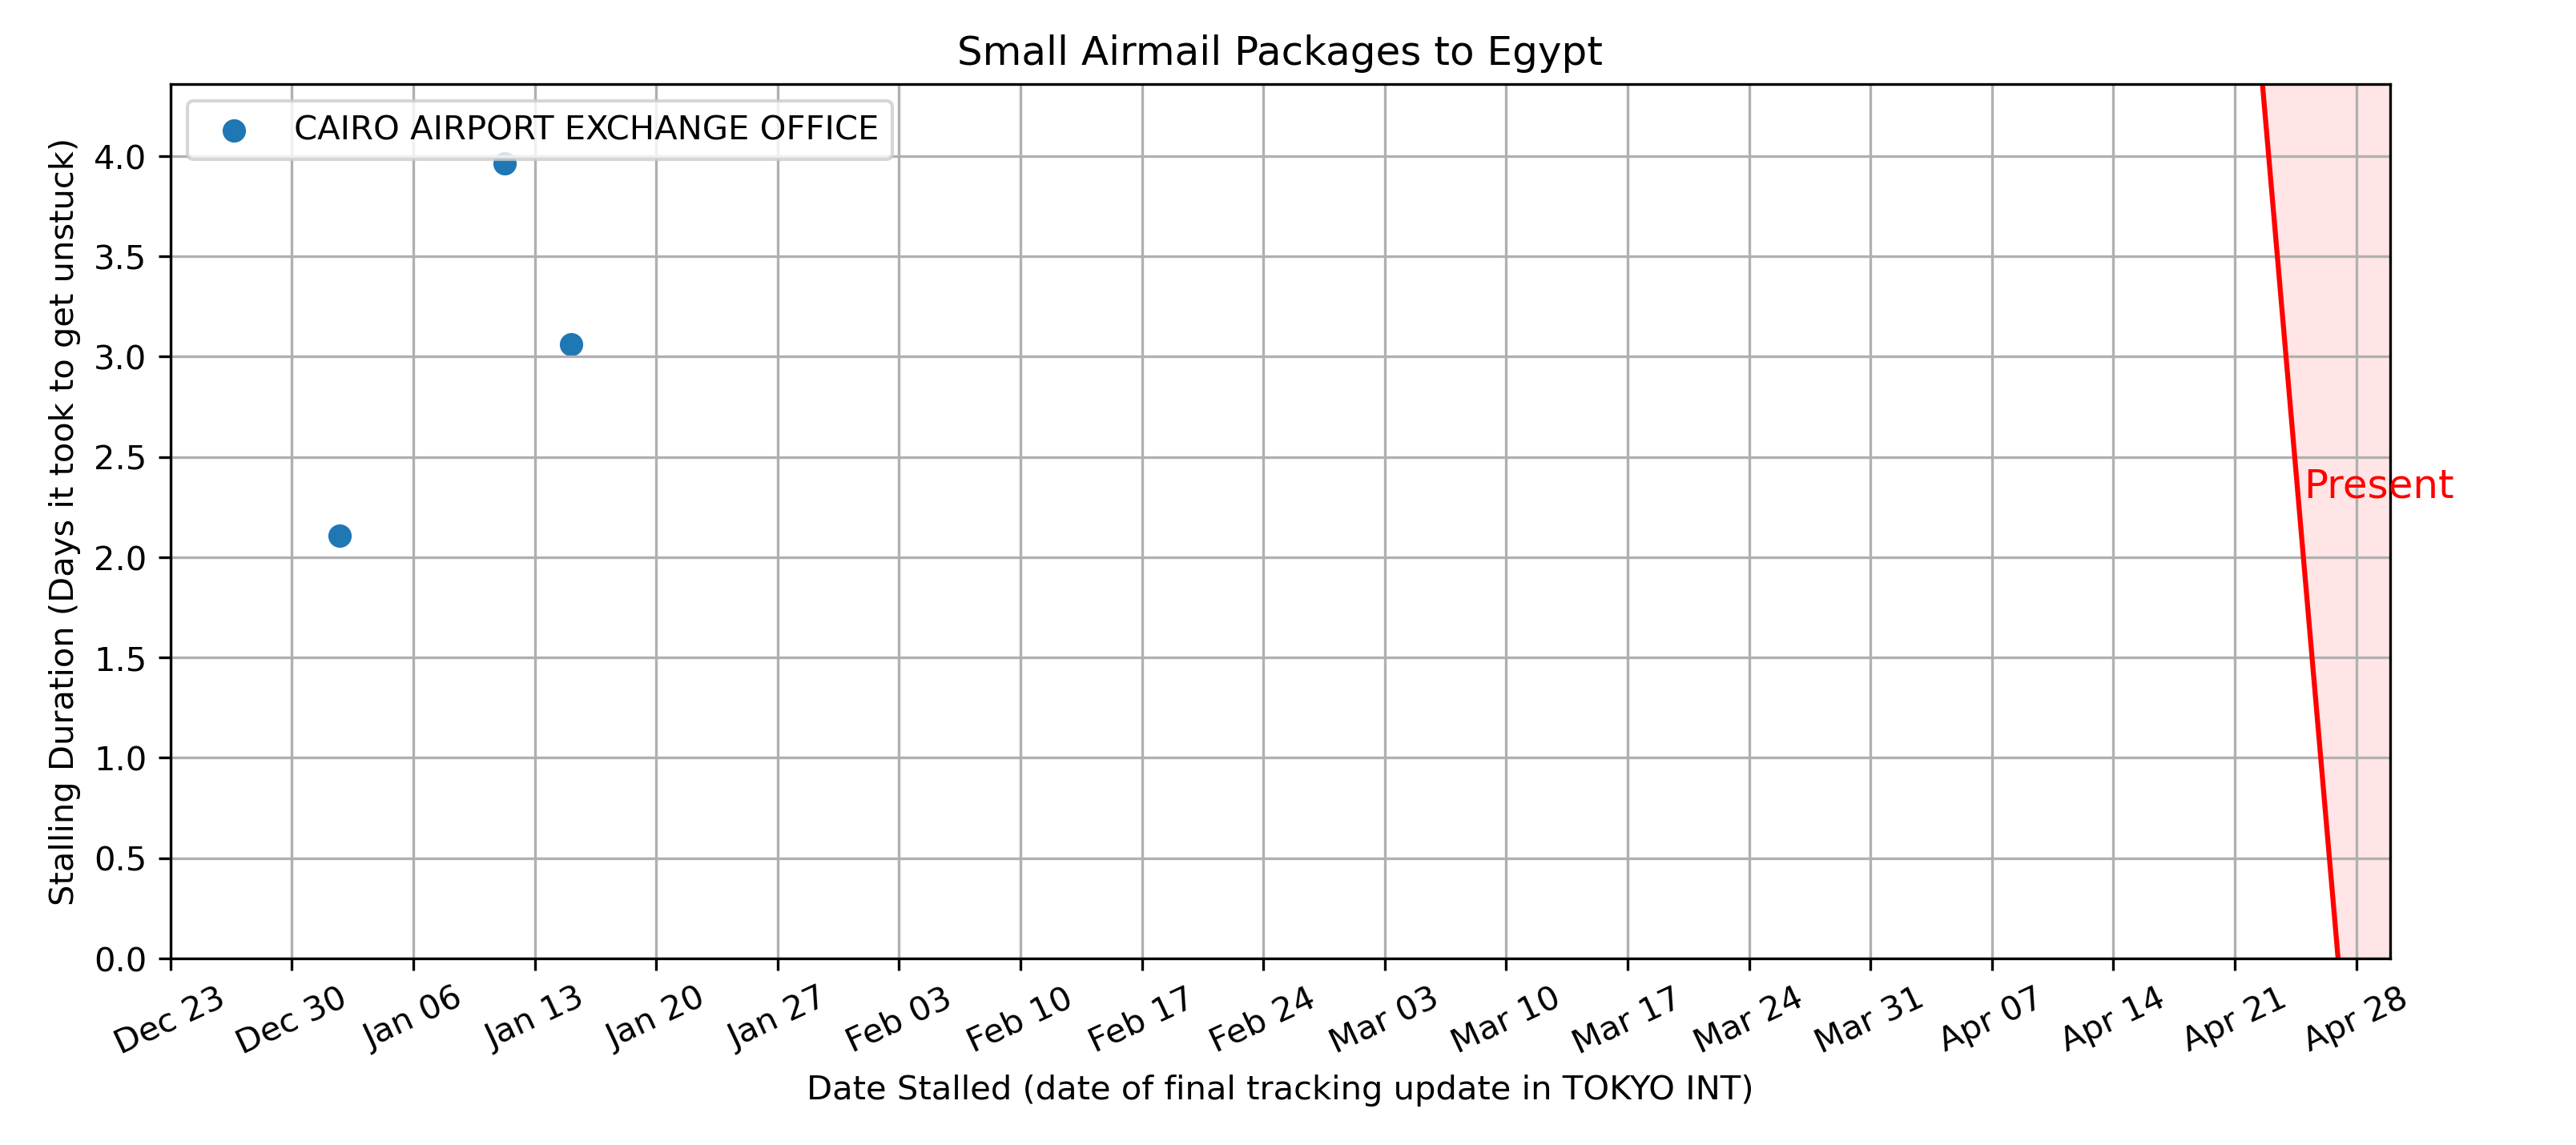 Small Airmail Packages to Egypt
CAIRO AIRPORT EXCHANGE OFFICE
Stalling Duration (Days it took to get unstuck)
4.0
3.5
3.0
2.5
2.0
1.5
1.0
0.5
0.0
Present
Dec 23 Dec 30 Jan 06 Jan 13 Jan 20 Jan 27 Feb 03 Feb 10 Feb 17 Feb 24 Mar 03 Mar 10 Mar 17 Mar 24 Mar 31 Apr 07 Apr 14 Apr 21 Apr 28
Date Stalled (date of final tracking update in TOKYO INT)